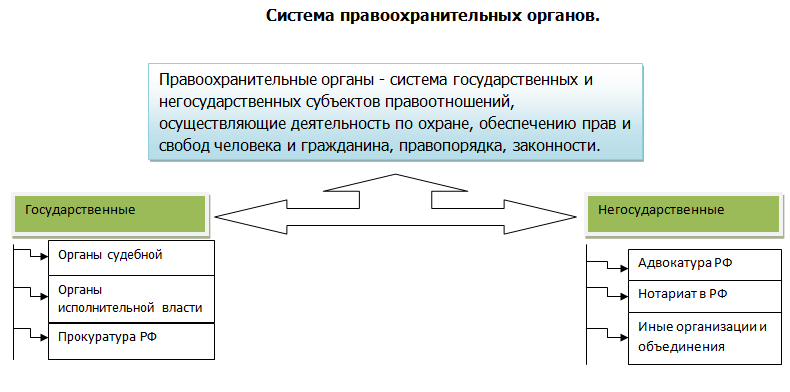 Система правоохранительных органов.
Правоохранительные органы - система государственных и
негосударственных субъектов правоотношений,
осуществляющие деятельность по охране, обеспечению прав и
свобод человека и гражданина, правопорядка, законности.
Государственные
Органы судебной
Органы
исполнительной власти
Прокуратура РФ
Негосударственные
Адвокатура РФ
Нотариат в РФ
Иные организации и
объединения